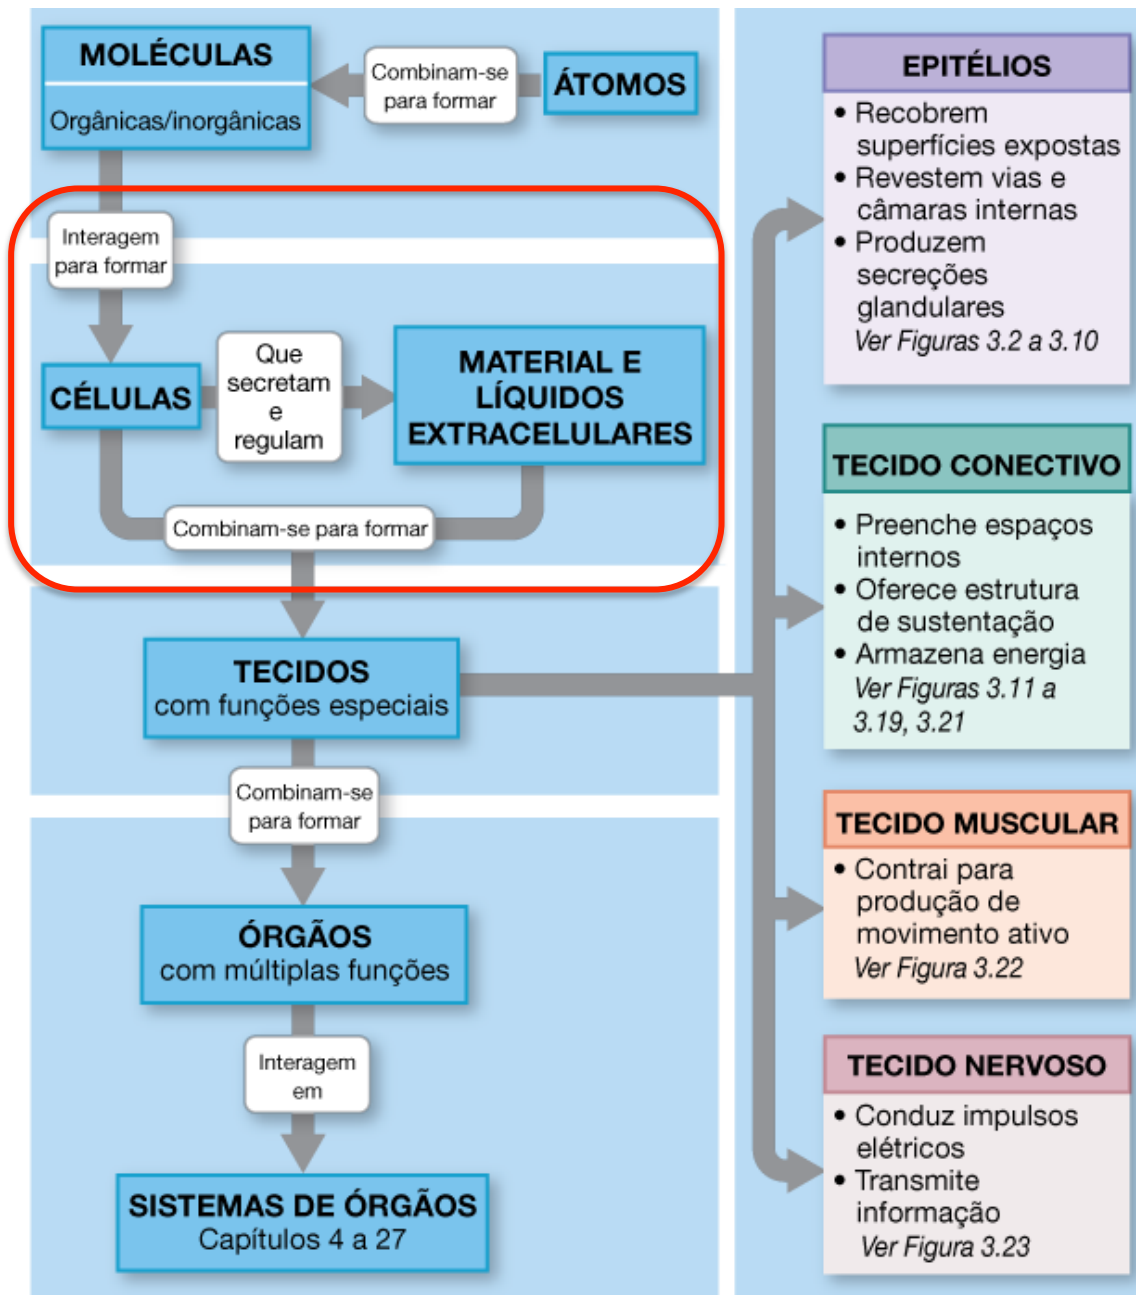 MOLÉCULAS
Orgânicas/inorgânicas
Combinam-se
para formar
ÁTOMOS
Interagem
para formar
CÉLULAS
Que
secretam
e
regulam
MATERIAL E
LÍQUIDOS
EXTRACELULARES
Combinam-se para formar
TECIDOS
com funções especiais
Combinam-se
para formar
ÓRGÃOS
com múltiplas funções
Interagem
em
SISTEMAS DE ÓRGÃOS
Capítulos 4 a 27
EPITÉLIOS
• Recobrem
superfícies expostas
• Revestem vias e
câmaras internas
• Produzem
secreções
glandulares
Ver Figuras 3.2 a 3.10
TECIDO CONECTIVO
• Preenche espaços
internos
• Oferece estrutura
de sustentação
• Armazena energia
Ver Figuras 3.11 a
3.19, 3.21
TECIDO MUSCULAR
• Contrai para
produção de
movimento ativo
Ver Figura 3.22
TECIDO NERVOSO
• Conduz impulsos
elétricos
• Transmite
informação
Ver Figura 3.23